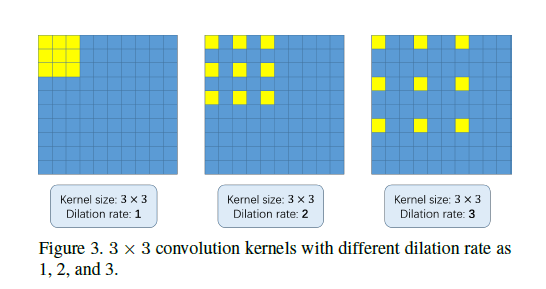 Kernel size: 3 × 3
Dilation rate: 1
Kernel size: 3 × 3
Dilation rate: 2
Kernel size: 3 × 3
Dilation rate: 3
Figure 3. 3 × 3 convolution kernels with different dilation rate as
1, 2, and 3.